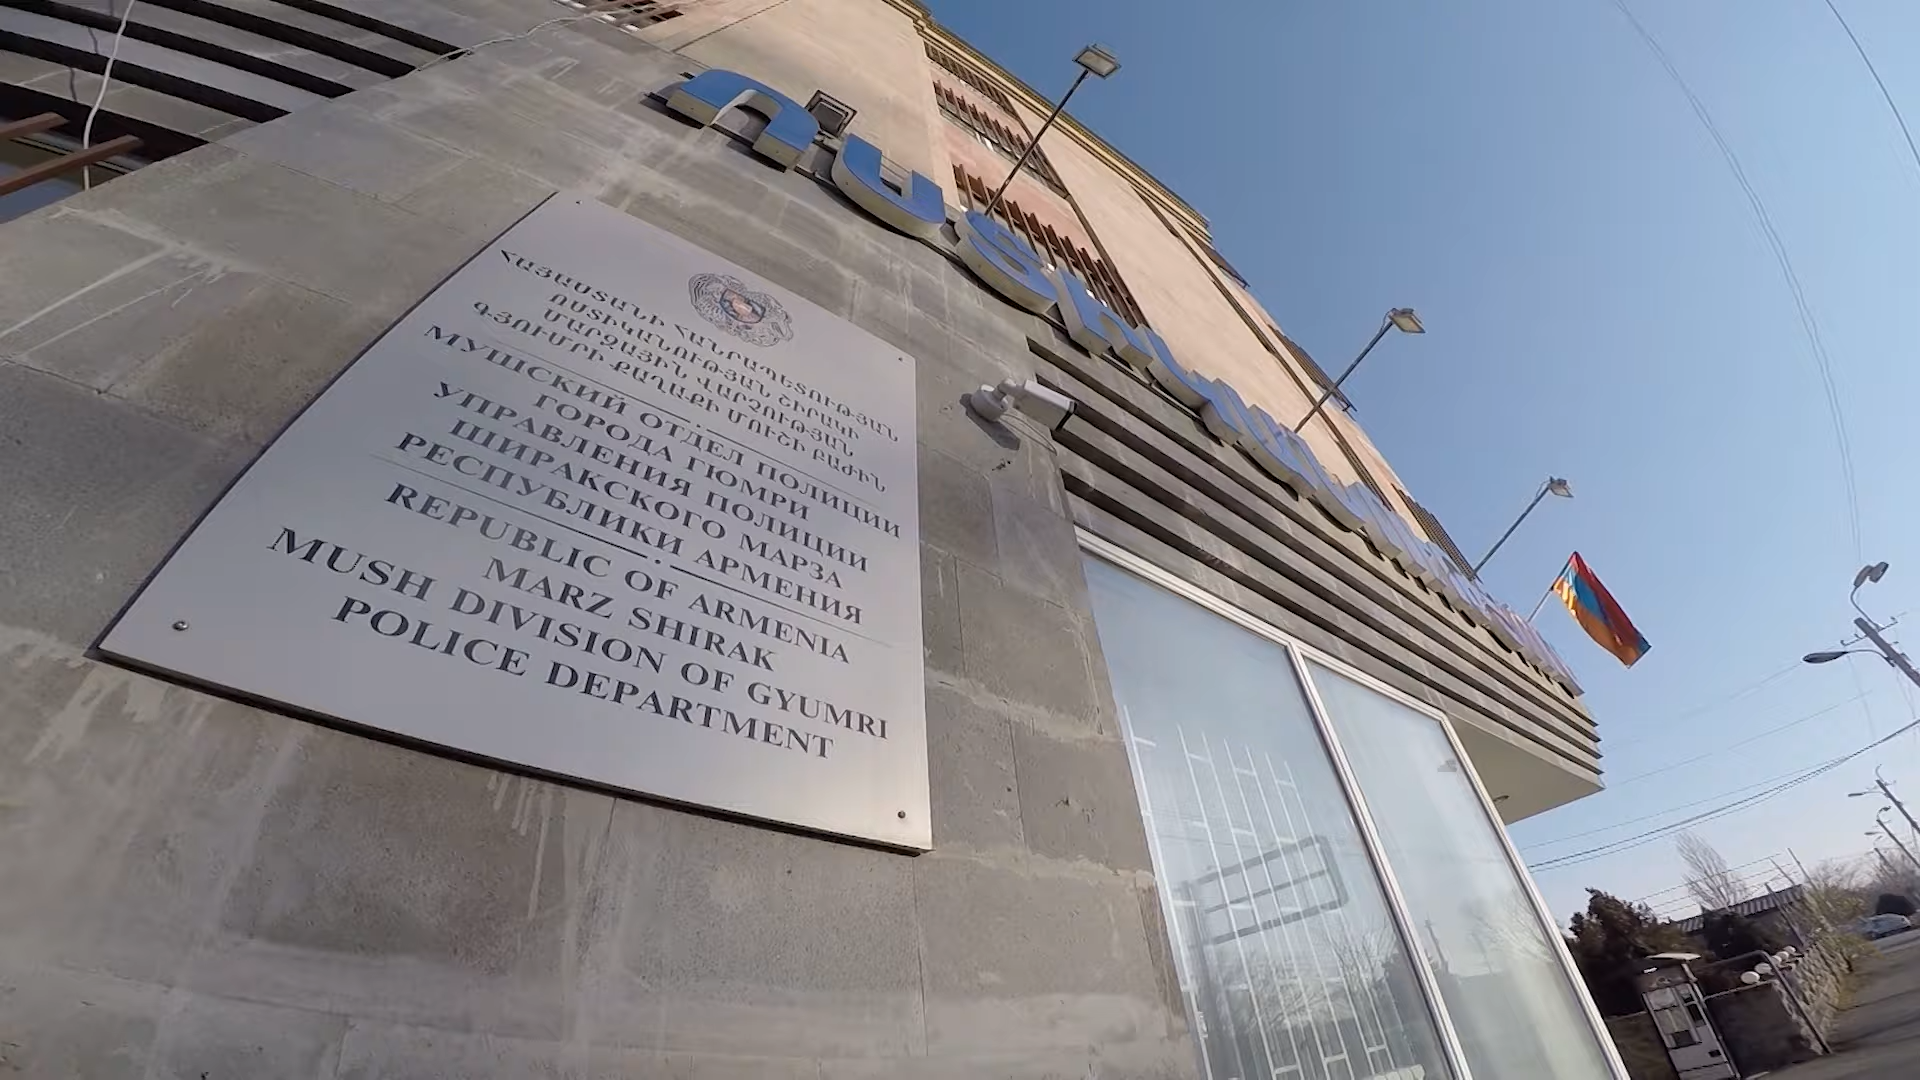 ՈՍՏԻԿԱՆՈՒԹՅՈՒՆ
ՀԱՅԱՍՏԱՆԻ ՀԱՆՐԱՊԵՏՈՒԹՅԱՆ
ՈՍՏԻԿԱՆՈՒԹՅԱՆ ՇԻՐԱԿԻ
ՄԱՐԶԱՅԻՆ ՎԱՐՉՈՒԹՅԱՆ
ԳՅՈՒՄՐԻ ՔԱՂԱՔԻ ՄՈՒՇԻ ԲԱԺԻՆ
МУШСКИЙ ОТДЕЛ ПОЛИЦИИ
ГОРОДА ГЮМРИ
УПРАВЛЕНИЯ ПОЛИЦИИ
ШИРАКСКОГО МАРЗА
РЕСПУБЛИКИ АРМЕНИЯ
REPUBLIC OF ARMENIA
MARZ SHIRAK
MUSH DIVISION OF GYUMRI
POLICE DEPARTMENT